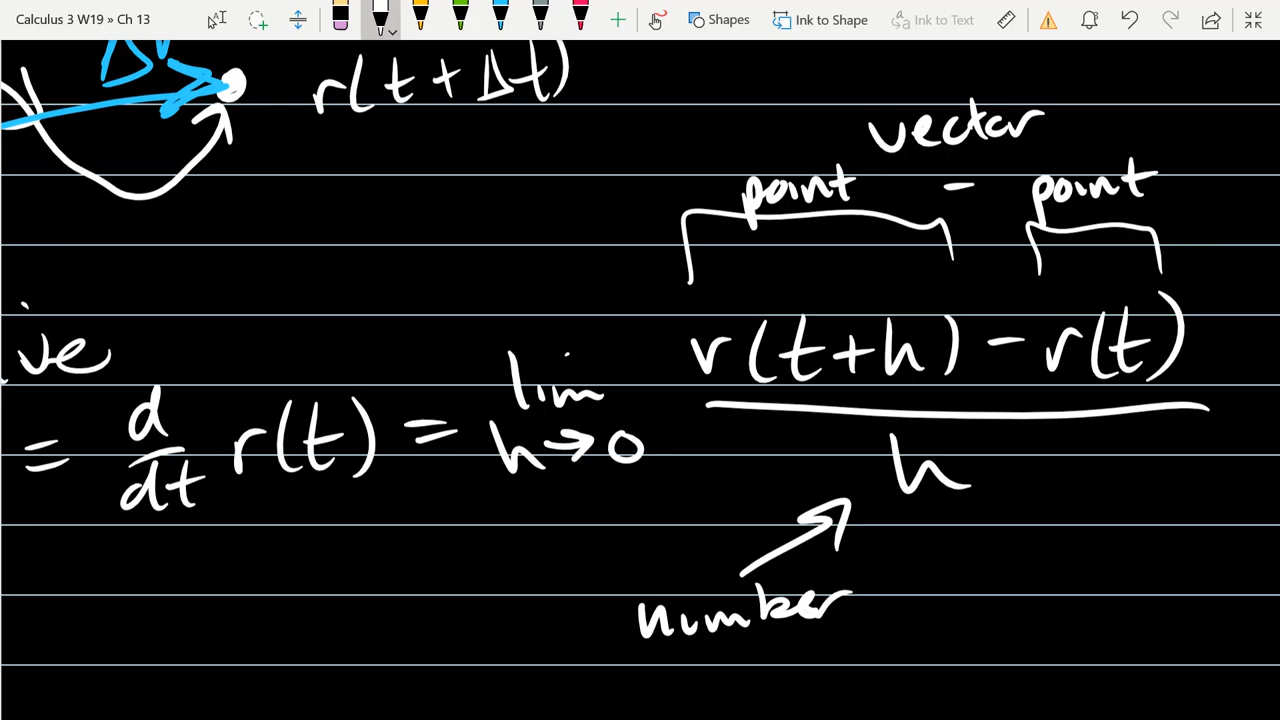 Calculus 3 W19 » Ch 13
Shapes
Ink to Shape
Ink to Text
r(t + Δt)
vector
point - point
r(t+h) - r(t)
ve
= d/dt r(t) = lim h→0
h
number